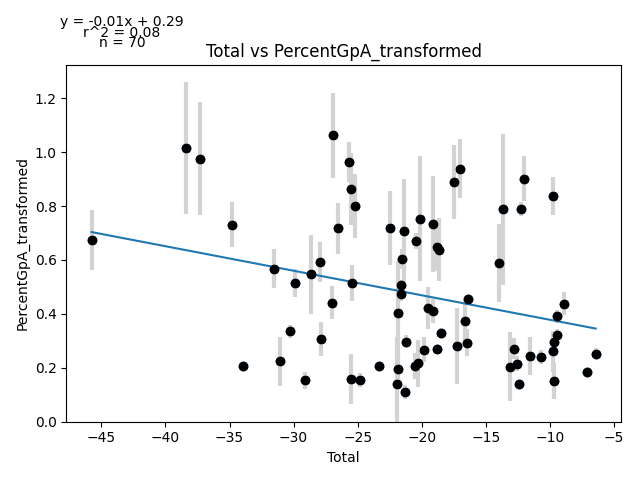 y = -0.01x + 0.29
r^2 = 0.08
n = 70
Total vs PercentGpA_transformed
PercentGpA_transformed
1.2
1.0
0.8
0.6
0.4
0.2
0.0
−45
−40
−35
−30
−25
−20
−15
−10
−5
Total